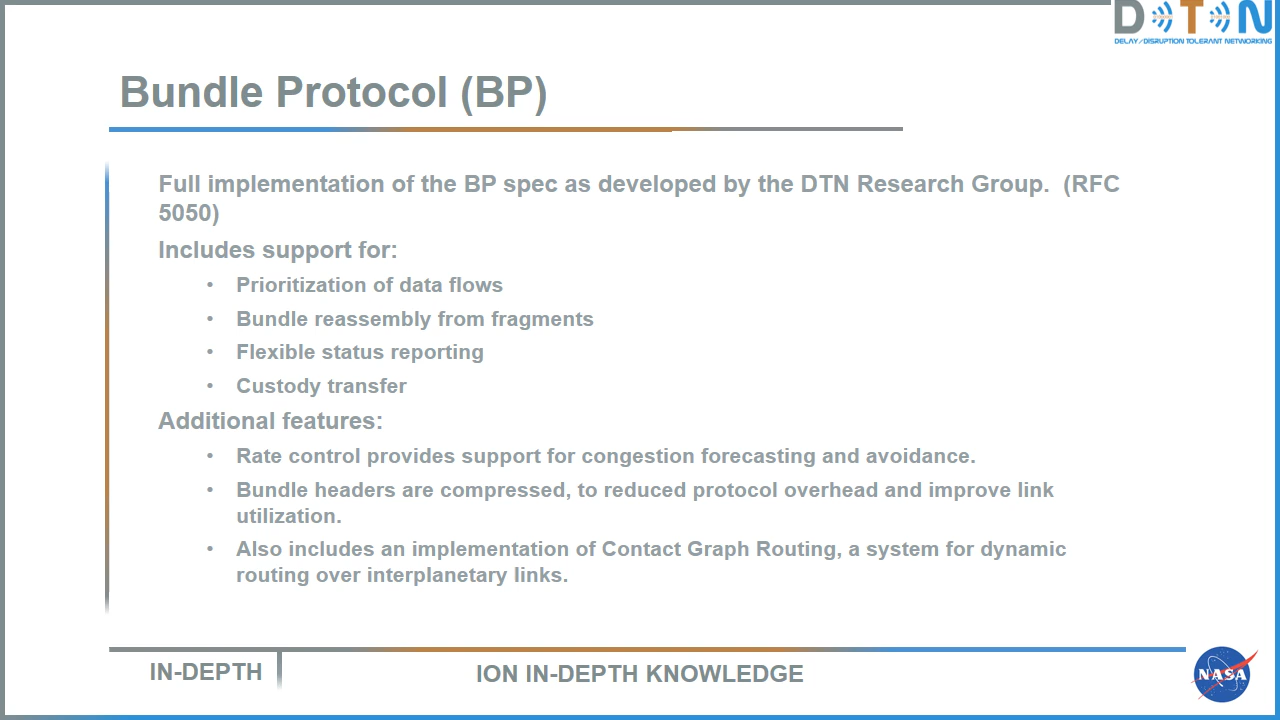 DTN
DELAY/DISRUPTION TOLERANT NETWORKING
Bundle Protocol (BP)
Full implementation of the BP spec as developed by the DTN Research Group.  (RFC
5050)
Includes support for:
• Prioritization of data flows
• Bundle reassembly from fragments
• Flexible status reporting
• Custody transfer
Additional features:
• Rate control provides support for congestion forecasting and avoidance.
• Bundle headers are compressed, to reduced protocol overhead and improve link
utilization.
• Also includes an implementation of Contact Graph Routing, a system for dynamic
routing over interplanetary links.
IN-DEPTH
ION IN-DEPTH KNOWLEDGE
NASA